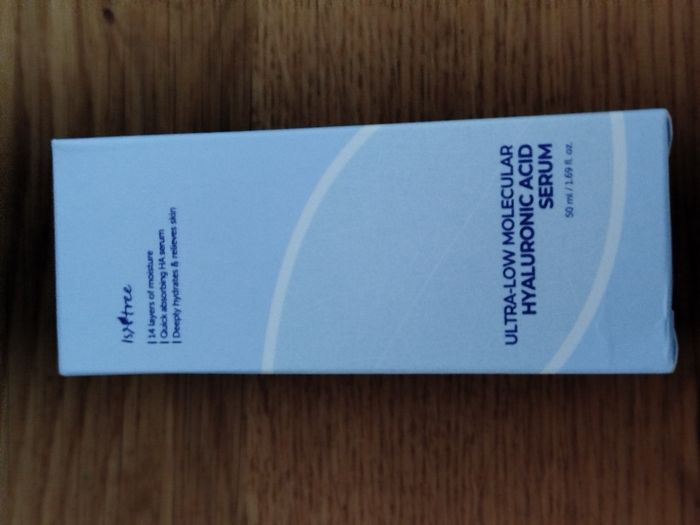 Isntree
| 14 layers of moisture
| Quick absorbing HA serum
| Deeply hydrates & relieves skin
ULTRA-LOW MOLECULAR
HYALURONIC ACID
SERUM
50 ml / 1.69 fl. oz.